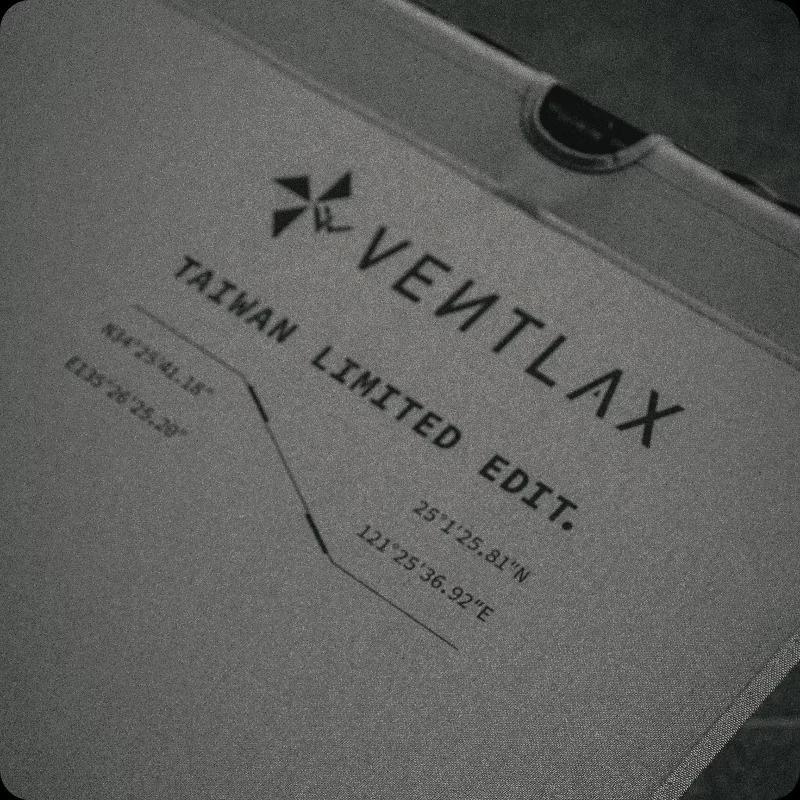 VENTLAX
TAIWAN LIMITED EDIT.
N34°25'41.18"
E135°26'25.20"
25°1'25.81"N
121°25'36.92"E